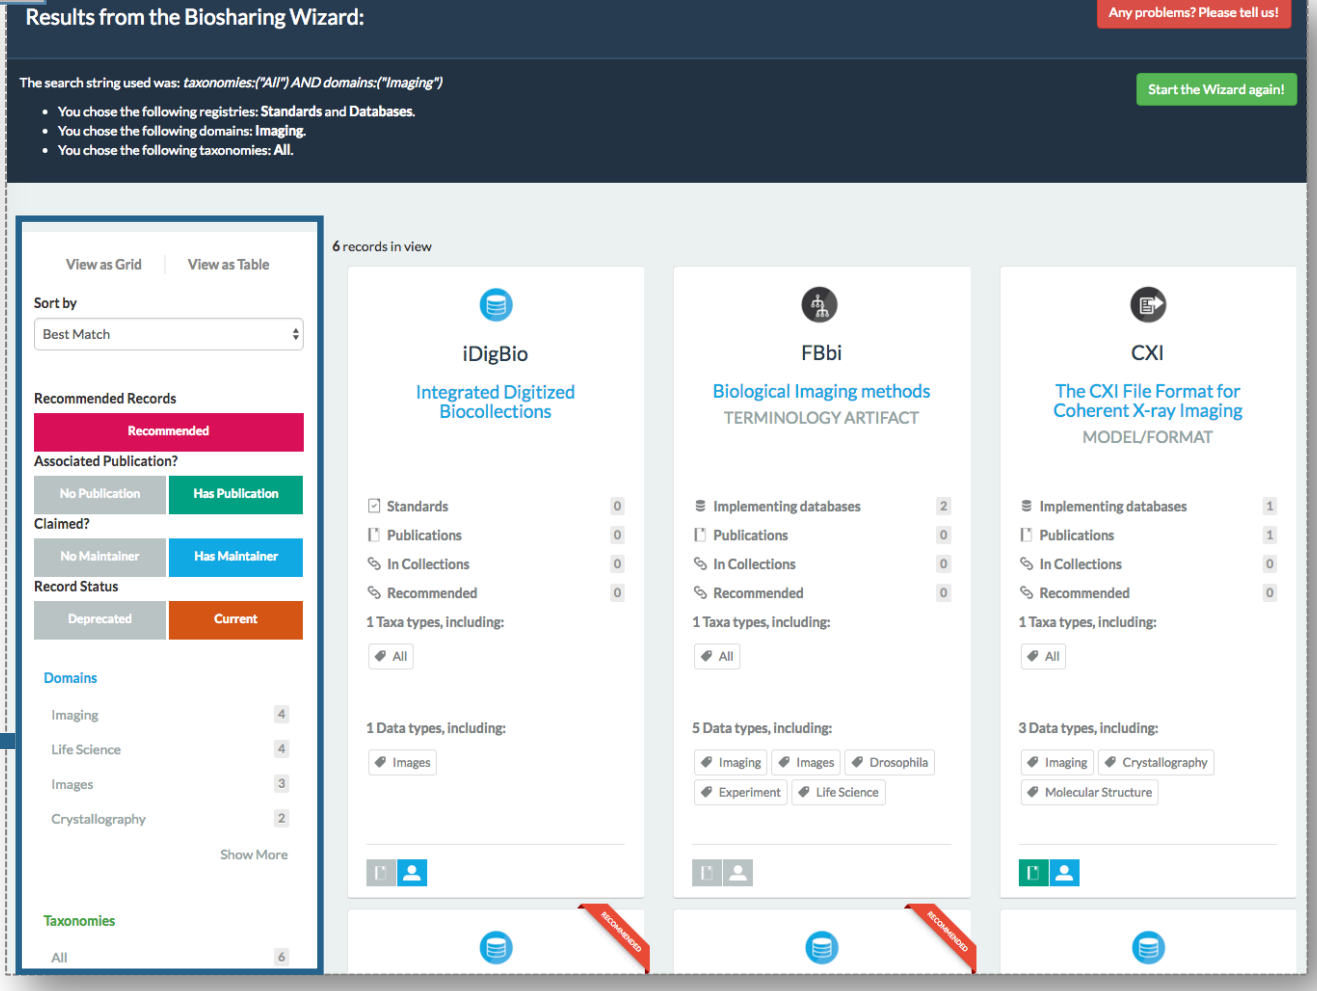 Results from the Biosharing Wizard:
Any problems? Please tell us!
The search string used was: taxonomies:("All") AND domains:("Imaging")
Start the Wizard again!
• You chose the following registries: Standards and Databases.
• You chose the following domains: Imaging.
• You chose the following taxonomies: All.
View as Grid
View as Table
Sort by
Best Match
Recommended Records
Recommended
Associated Publication?
No Publication
Has Publication
Claimed?
No Maintainer
Has Maintainer
Record Status
Deprecated
Current
Domains
Imaging 4
Life Science 4
Images 3
Crystallography 2
Show More
Taxonomies
All 6
6 records in view
iDigBio
Integrated Digitized
Biocollections
Standards 0
Publications 0
In Collections 0
Recommended 0
1 Taxa types, including:
All
1 Data types, including:
Images
FBbi
Biological Imaging methods
TERMINOLOGY ARTIFACT
Implementing databases 2
Publications 0
In Collections 0
Recommended 0
1 Taxa types, including:
All
5 Data types, including:
Imaging Images Drosophila
Experiment Life Science
CXI
The CXI File Format for
Coherent X-ray Imaging
MODEL/FORMAT
Implementing databases 1
Publications 1
In Collections 0
Recommended 0
1 Taxa types, including:
All
3 Data types, including:
Imaging Crystallography
Molecular Structure
RECOMMENDED
RECOMMENDED